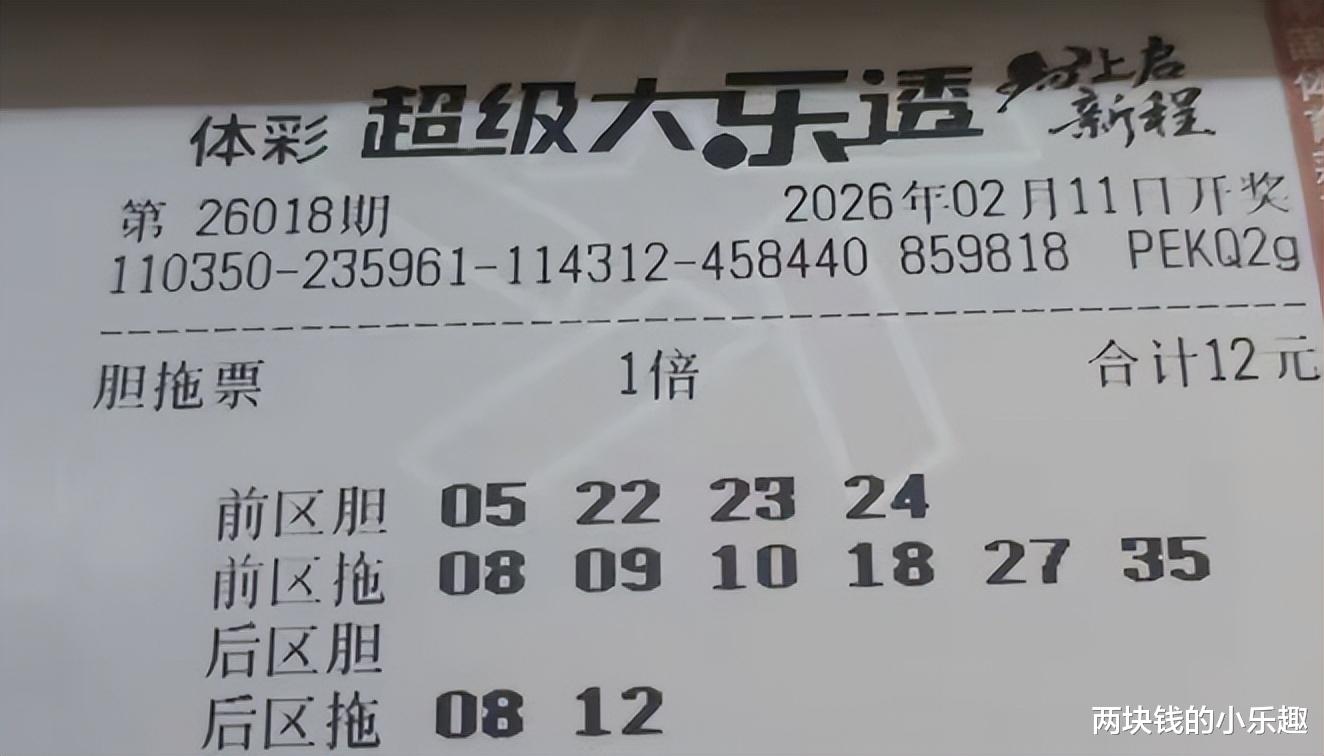 体彩 超级大乐透 马上启
新程
第 26018期 2026年02月11日开奖
110350-235961-114312-458440 859818 PEKQ2g
胆拖票 1倍 合计12元
前区胆 05 22 23 24
前区拖 08 09 10 18 27 35
后区胆
后区拖 08 12
两块钱的小乐趣